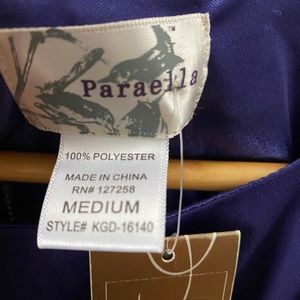 Paraella
100% POLYESTER
MADE IN CHINA
RN# 127258
MEDIUM
STYLE# KGD-16140